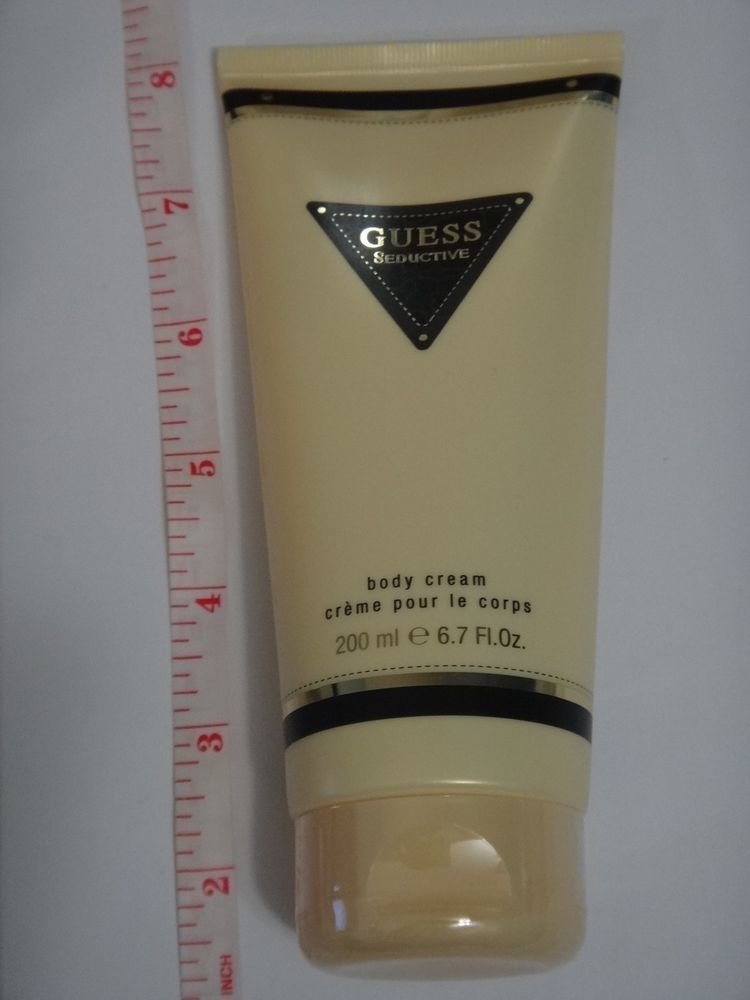 GUESS
SEDUCTIVE
body cream
crème pour le corps
200 ml ℮ 6.7 Fl.Oz.
8
7
6
5
4
3
2
INCH